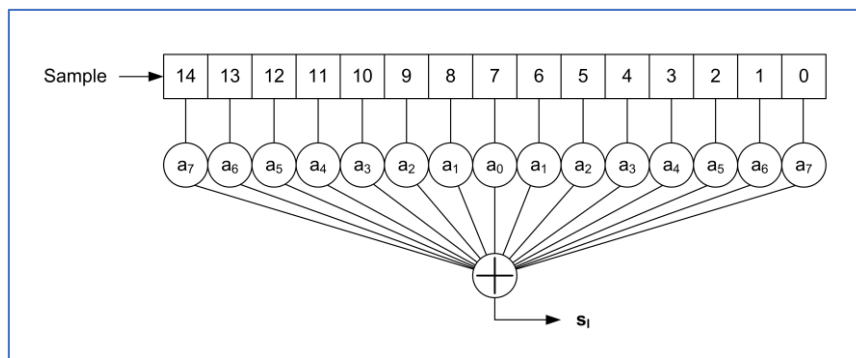 Sample 14 13 12 11 10 9 8 7 6 5 4 3 2 1 0
a₇ a₆ a₅ a₄ a₃ a₂ a₁ a₀ a₁ a₂ a₃ a₄ a₅ a₆ a₇
s_I